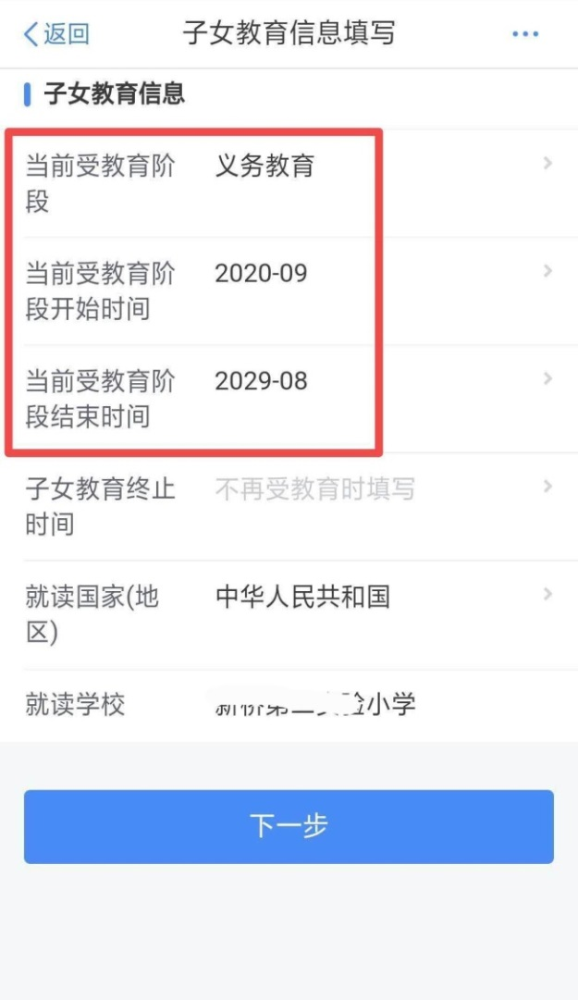 返回
子女教育信息填写
子女教育信息
当前受教育阶
段
义务教育
当前受教育阶
段开始时间
2020-09
当前受教育阶
段结束时间
2029-08
子女教育终止
时间
不再受教育时填写
就读国家(地
区)
中华人民共和国
就读学校
小学
下一步